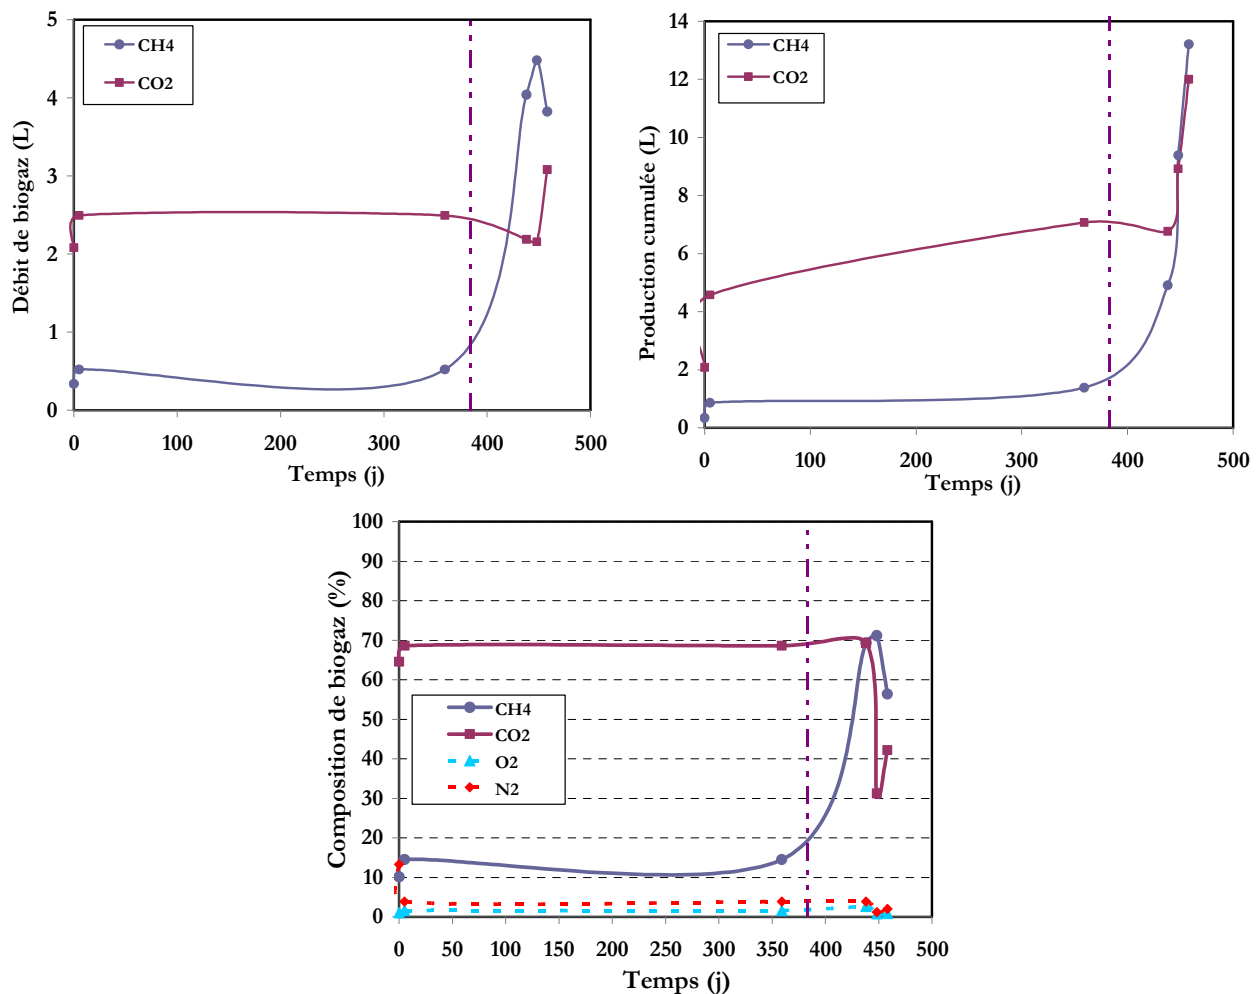 5
4
3
2
1
0
Débit de biogaz (L)
CH4
CO2
0 100 200 300 400 500
Temps (j)
14
12
10
8
6
4
2
0
Production cumulée (L)
CH4
CO2
0 100 200 300 400 500
Temps (j)
100
90
80
70
60
50
40
30
20
10
0
Composition de biogaz (%)
CH4
CO2
O2
N2
0 50 100 150 200 250 300 350 400 450 500
Temps (j)